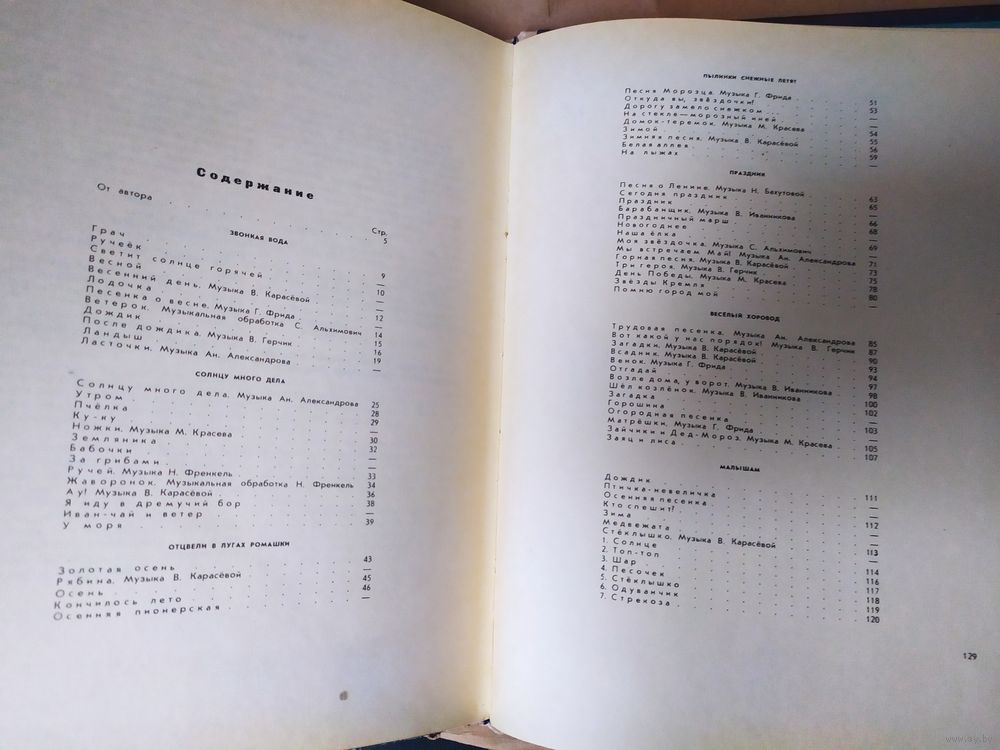 Содержание
Стр.
От автора 5
ЗВОНКАЯ ВОДА
Грач 9
Ручеёк —
Светит солнце горячей 10
Весной —
Весенний день. Музыка В. Карасёвой 12
Лодочка —
Песенка о весне. Музыка Г. Фрида 14
Ветерок. Музыкальная обработка С. Альхимович 15
Дождик 16
После дождика. Музыка В. Герчик 19
Ландыш —
Ласточки. Музыка Ан. Александрова
СОЛНЦУ МНОГО ДЕЛА
Солнцу много дела. Музыка Ан. Александрова 25
Утром 28
Пчёлка 29
Ку-ку —
Ножки. Музыка М. Красева 30
Земляника 32
Бабочки —
За грибами —
Ручей. Музыка Н. Френкель 33
Жаворонок. Музыкальная обработка Н. Френкель 34
Ау! Музыка В. Карасёвой 36
Я иду в дремучий бор 38
Иван-чай и ветер —
У моря 39
ОТЦВЕЛИ В ЛУГАХ РОМАШКИ
Золотая осень 43
Рябина. Музыка В. Карасёвой —
Осень 45
Кончилось лето 46
Осенняя пионерская —
ПЫЛИНКИ СНЕЖНЫЕ ЛЕТЯТ
Песня Морозца. Музыка Г. Фрида 51
Откуда вы, звёздочки? 53
Дорогу замело снежком —
На стекле — морозный иней —
Домок-теремок. Музыка М. Красева 54
Зимой 55
Зимняя песня. Музыка В. Карасёвой 56
Белая аллея 59
На лыжах —
ПРАЗДНИК
Песня о Ленине. Музыка Н. Бахутовой 63
Сегодня праздник 65
Праздник —
Барабанщик. Музыка В. Иванникова 66
Праздничный марш 68
Новогоднее —
Наша ёлка 69
Моя звёздочка. Музыка С. Альхимович —
Мы встречаем Май! Музыка Ан. Александрова 71
Горная песня. Музыка В. Карасёвой 73
Три героя. Музыка В. Герчик 75
День Победы. Музыка М. Красева 78
Звёзды Кремля 80
Помню город мой —
ВЕСЁЛЫЙ ХОРОВОД
Трудовая песенка. Музыка Ан. Александрова 85
Вот какой у нас порядок! Музыка В. Герчик 87
Загадки. Музыка В. Карасёвой 90
Всадник. Музыка В. Карасёвой 93
Венок. Музыка Г. Фрида 94
Отгадай —
Возле дома, у ворот. Музыка В. Иванникова 97
Шёл козлёнок. Музыка В. Иванникова 98
Загадка 100
Горошина 102
Огородная песенка —
Матрёшки. Музыка Г. Фрида 103
Зайчики и Дед-Мороз. Музыка М. Красева 105
Заяц и лиса 107
МАЛЫШАМ
Дождик 111
Птичка-невеличка —
Осенняя песенка —
Кто спешит? 112
Зима —
Медвежата —
Стёклышко. Музыка В. Карасёвой 113
1. Солнце —
2. Топ-топ 114
3. Шар 116
4. Песочек 117
5. Стёклышко 118
6. Одуванчик 119
7. Стрекоза 120
129
www.ay.by